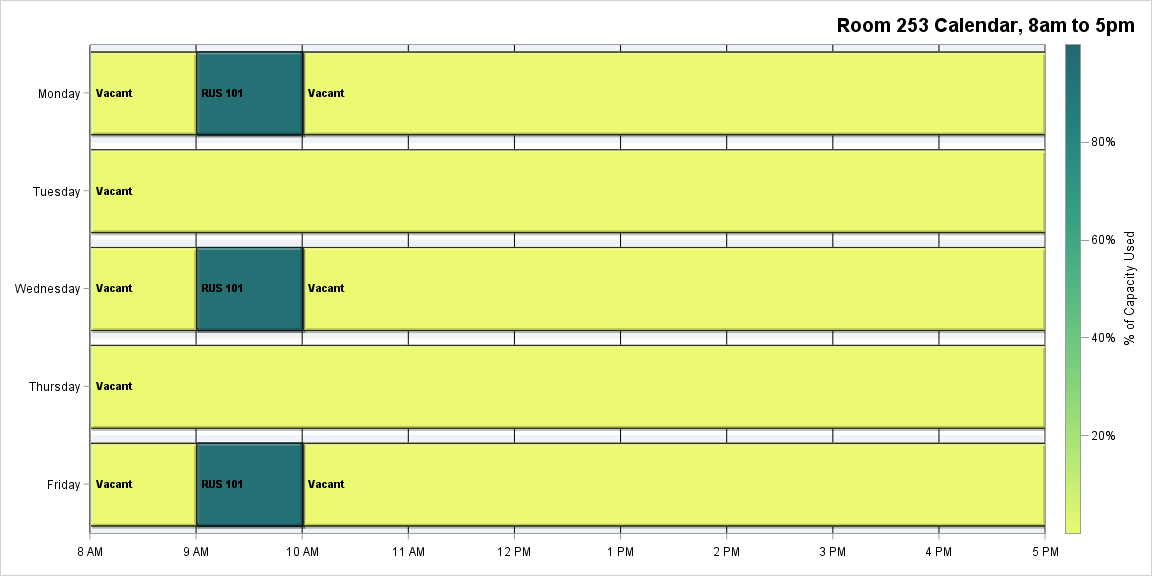 Room 253 Calendar, 8am to 5pm
Monday
Vacant
RUS 101
Vacant
Tuesday
Vacant
Wednesday
Vacant
RUS 101
Vacant
Thursday
Vacant
Friday
Vacant
RUS 101
Vacant
8 AM
9 AM
10 AM
11 AM
12 PM
1 PM
2 PM
3 PM
4 PM
5 PM
80%
60%
40%
20%
% of Capacity Used